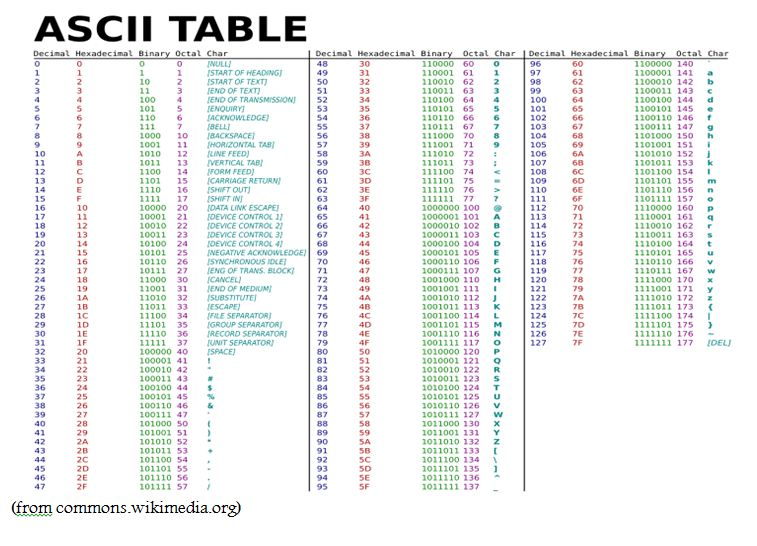 ASCII TABLE
Decimal Hexadecimal Binary Octal Char Decimal Hexadecimal Binary Octal Char Decimal Hexadecimal Binary Octal Char
0 0 0 0 [NULL] 48 30 110000 60 0 96 60 1100000 140 `
1 1 1 1 [START OF HEADING] 49 31 110001 61 1 97 61 1100001 141 a
2 2 10 2 [START OF TEXT] 50 32 110010 62 2 98 62 1100010 142 b
3 3 11 3 [END OF TEXT] 51 33 110011 63 3 99 63 1100011 143 c
4 4 100 4 [END OF TRANSMISSION] 52 34 110100 64 4 100 64 1100100 144 d
5 5 101 5 [ENQUIRY] 53 35 110101 65 5 101 65 1100101 145 e
6 6 110 6 [ACKNOWLEDGE] 54 36 110110 66 6 102 66 1100110 146 f
7 7 111 7 [BELL] 55 37 110111 67 7 103 67 1100111 147 g
8 8 1000 10 [BACKSPACE] 56 38 111000 70 8 104 68 1101000 150 h
9 9 1001 11 [HORIZONTAL TAB] 57 39 111001 71 9 105 69 1101001 151 i
10 A 1010 12 [LINE FEED] 58 3A 111010 72 : 106 6A 1101010 152 j
11 B 1011 13 [VERTICAL TAB] 59 3B 111011 73 ; 107 6B 1101011 153 k
12 C 1100 14 [FORM FEED] 60 3C 111100 74 < 108 6C 1101100 154 l
13 D 1101 15 [CARRIAGE RETURN] 61 3D 111101 75 = 109 6D 1101101 155 m
14 E 1110 16 [SHIFT OUT] 62 3E 111110 76 > 110 6E 1101110 156 n
15 F 1111 17 [SHIFT IN] 63 3F 111111 77 ? 111 6F 1101111 157 o
16 10 10000 20 [DATA LINK ESCAPE] 64 40 1000000 100 @ 112 70 1110000 160 p
17 11 10001 21 [DEVICE CONTROL 1] 65 41 1000001 101 A 113 71 1110001 161 q
18 12 10010 22 [DEVICE CONTROL 2] 66 42 1000010 102 B 114 72 1110010 162 r
19 13 10011 23 [DEVICE CONTROL 3] 67 43 1000011 103 C 115 73 1110011 163 s
20 14 10100 24 [DEVICE CONTROL 4] 68 44 1000100 104 D 116 74 1110100 164 t
21 15 10101 25 [NEGATIVE ACKNOWLEDGE] 69 45 1000101 105 E 117 75 1110101 165 u
22 16 10110 26 [SYNCHRONOUS IDLE] 70 46 1000110 106 F 118 76 1110110 166 v
23 17 10111 27 [ENG OF TRANS. BLOCK] 71 47 1000111 107 G 119 77 1110111 167 w
24 18 11000 30 [CANCEL] 72 48 1001000 110 H 120 78 1111000 170 x
25 19 11001 31 [END OF MEDIUM] 73 49 1001001 111 I 121 79 1111001 171 y
26 1A 11010 32 [SUBSTITUTE] 74 4A 1001010 112 J 122 7A 1111010 172 z
27 1B 11011 33 [ESCAPE] 75 4B 1001011 113 K 123 7B 1111011 173 {
28 1C 11100 34 [FILE SEPARATOR] 76 4C 1001100 114 L 124 7C 1111100 174 |
29 1D 11101 35 [GROUP SEPARATOR] 77 4D 1001101 115 M 125 7D 1111101 175 }
30 1E 11110 36 [RECORD SEPARATOR] 78 4E 1001110 116 N 126 7E 1111110 176 ~
31 1F 11111 37 [UNIT SEPARATOR] 79 4F 1001111 117 O 127 7F 1111111 177 [DEL]
32 20 100000 40 [SPACE] 80 50 1010000 120 P
33 21 100001 41 ! 81 51 1010001 121 Q
34 22 100010 42 " 82 52 1010010 122 R
35 23 100011 43 # 83 53 1010011 123 S
36 24 100100 44 $ 84 54 1010100 124 T
37 25 100101 45 % 85 55 1010101 125 U
38 26 100110 46 & 86 56 1010110 126 V
39 27 100111 47 ' 87 57 1010111 127 W
40 28 101000 50 ( 88 58 1011000 130 X
41 29 101001 51 ) 89 59 1011001 131 Y
42 2A 101010 52 * 90 5A 1011010 132 Z
43 2B 101011 53 + 91 5B 1011011 133 [
44 2C 101100 54 , 92 5C 1011100 134 \
45 2D 101101 55 - 93 5D 1011101 135 ]
46 2E 101110 56 . 94 5E 1011110 136 ^
47 2F 101111 57 / 95 5F 1011111 137 _
(from commons.wikimedia.org)